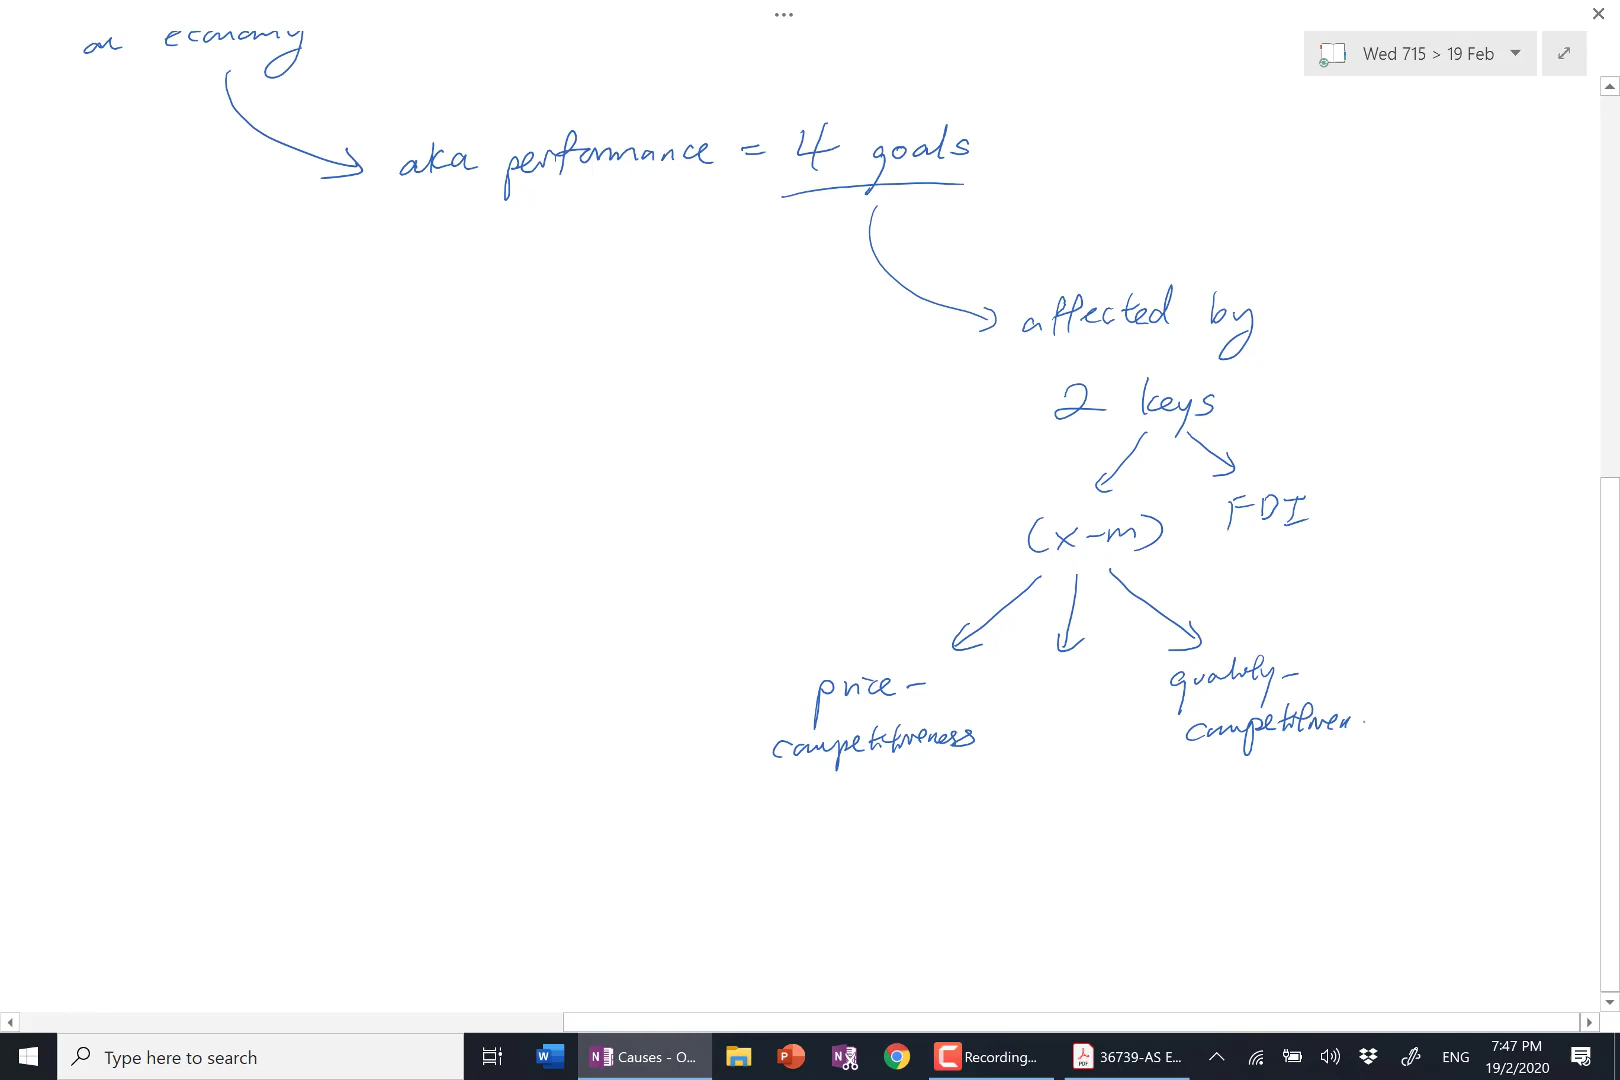 an economy
Wed 715 > 19 Feb
aka performance = 4 goals
affected by
2 keys
(x-m)
FDI
price-
competitiveness
quality-
Type here to search
Causes - O...
Recording...
36739-AS E...
ENG
7:47 PM
19/2/2020